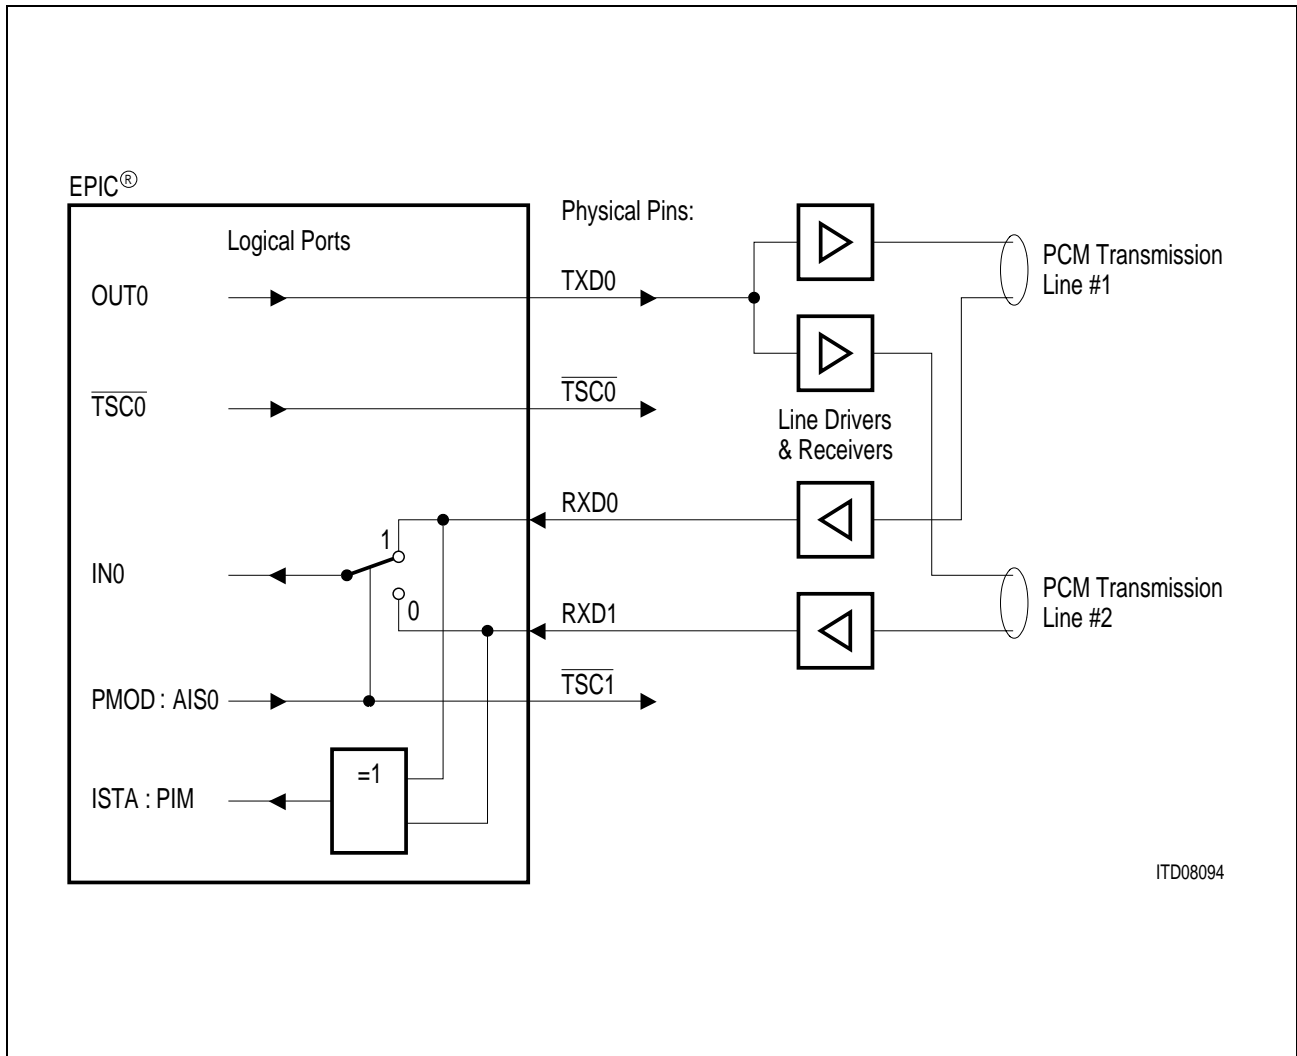 EPIC®
Logical Ports
Physical Pins:
OUT0
TXD0
PCM Transmission
Line #1
TSC0
TSC0
Line Drivers
& Receivers
RXD0
1
IN0
0
RXD1
PCM Transmission
Line #2
PMOD : AIS0
TSC1
=1
ISTA : PIM
ITD08094